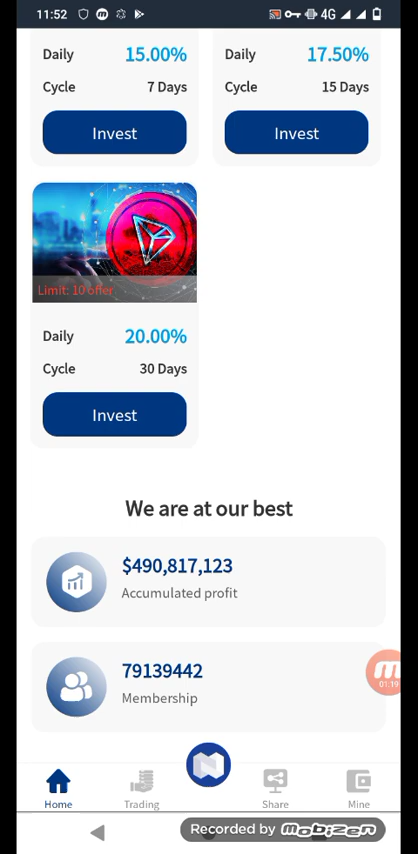 11:52
4G
Daily 15.00%
Cycle 7 Days
Invest
Daily 17.50%
Cycle 15 Days
Invest
Limit: 10 offer
Daily 20.00%
Cycle 30 Days
Invest
We are at our best
$490,817,123
Accumulated profit
79139442
Membership
01:19
Home
Trading
Share
Mine
Recorded by mobizen